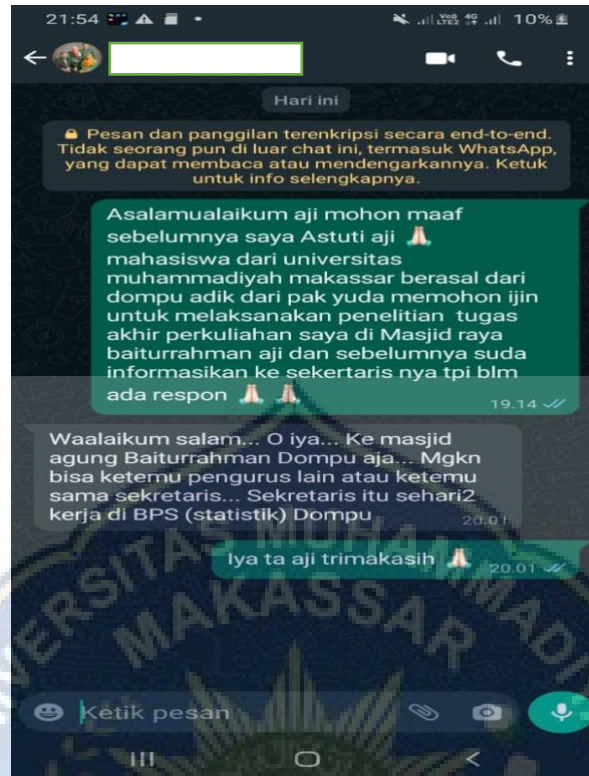 21:54
10%
Hari ini
Pesan dan panggilan terenkripsi secara end-to-end.
Tidak seorang pun di luar chat ini, termasuk WhatsApp,
yang dapat membaca atau mendengarkannya. Ketuk
untuk info selengkapnya.
Asalamualaikum aji mohon maaf
sebelumnya saya Astuti aji 🙏🏻
mahasiswa dari universitas
muhammadiyah makassar berasal dari
dompu adik dari pak yuda memohon ijin
untuk melaksanakan penelitian tugas
akhir perkuliahan saya di Masjid raya
baiturrahman aji dan sebelumnya suda
informasikan ke sekertaris nya tpi blm
ada respon 🙏🏻 🙏🏻
19.14
Waalaikum salam... O iya... Ke masjid
agung Baiturrahman Dompu aja... Mgkn
bisa ketemu pengurus lain atau ketemu
sama sekretaris... Sekretaris itu sehari2
kerja di BPS (statistik) Dompu
20.01
Iya ta aji trimakasih 🙏🏻
20.01
Ketik pesan